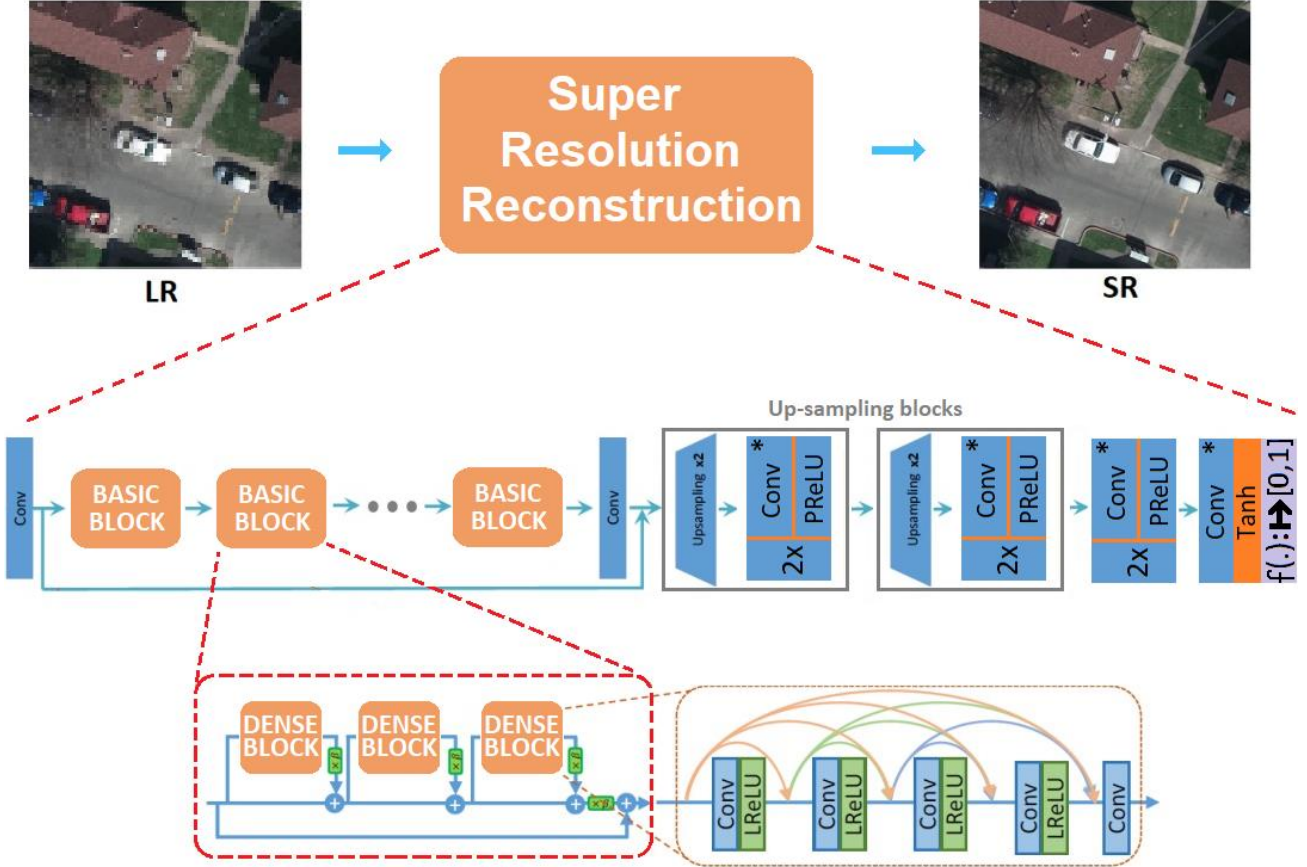 Super
Resolution
Reconstruction
LR
SR
Up-sampling blocks
Conv
BASIC
BLOCK
BASIC
BLOCK
BASIC
BLOCK
Conv
Upsampling x2
Conv *
PReLU
2x
Upsampling x2
Conv *
PReLU
2x
Conv *
PReLU
2x
Conv *
Tanh
f(.):H→[0,1]
DENSE
BLOCK
×β
DENSE
BLOCK
×β
DENSE
BLOCK
×β
×β
Conv
LReLU
Conv
LReLU
Conv
LReLU
Conv
LReLU
Conv